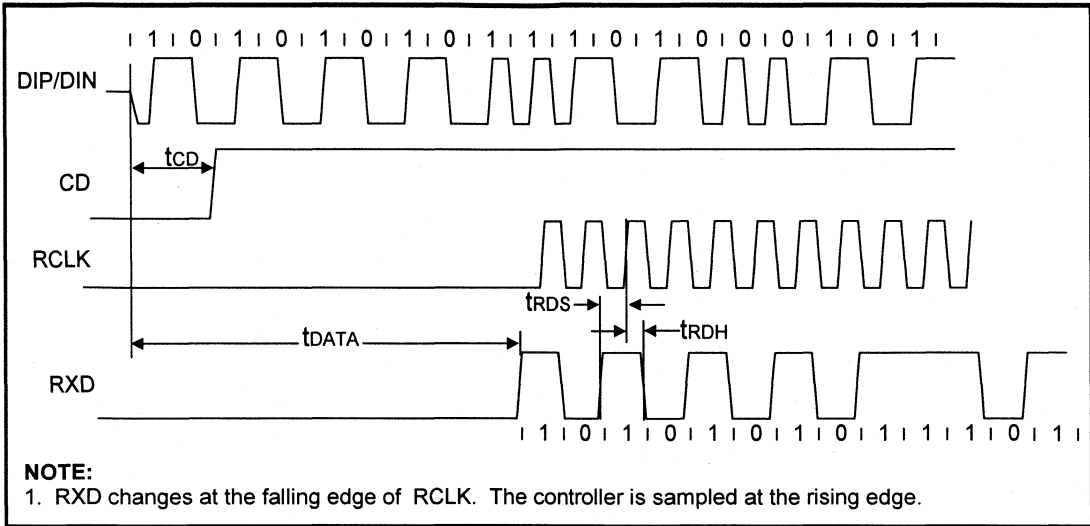 | 1 | 0 | 1 | 0 | 1 | 0 | 1 | 0 | 1 | 1 | 1 | 0 | 1 | 0 | 0 | 0 | 1 | 0 | 1 |
DIP/DIN
tCD
CD
RCLK
tRDS
tRDH
tDATA
RXD
| 1 | 0 | 1 | 0 | 1 | 0 | 1 | 0 | 1 | 1 | 1 | 0 | 1 |
NOTE:
1. RXD changes at the falling edge of RCLK. The controller is sampled at the rising edge.